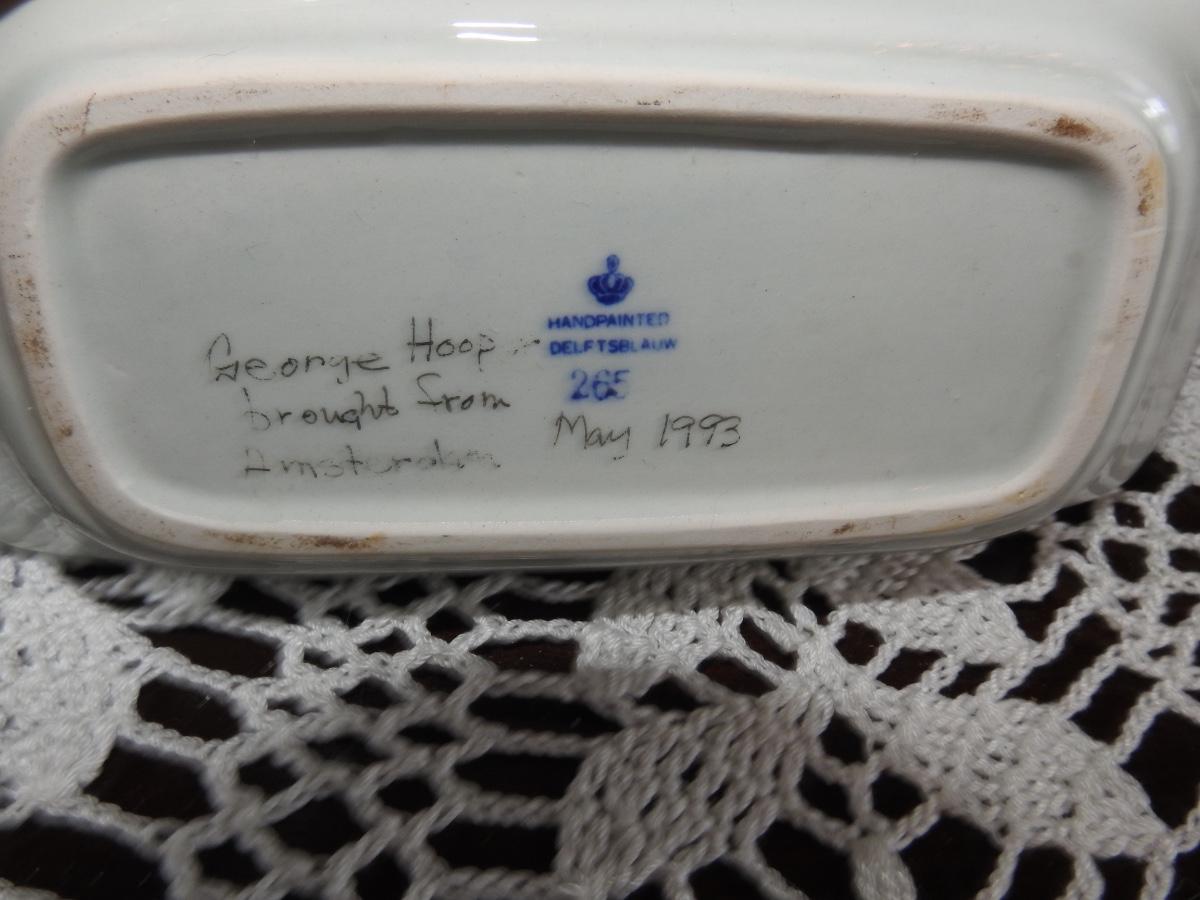 HANDPAINTED
DELFTSBLAUW
265
George Hoop
brought from
Amsterdam
May 1993